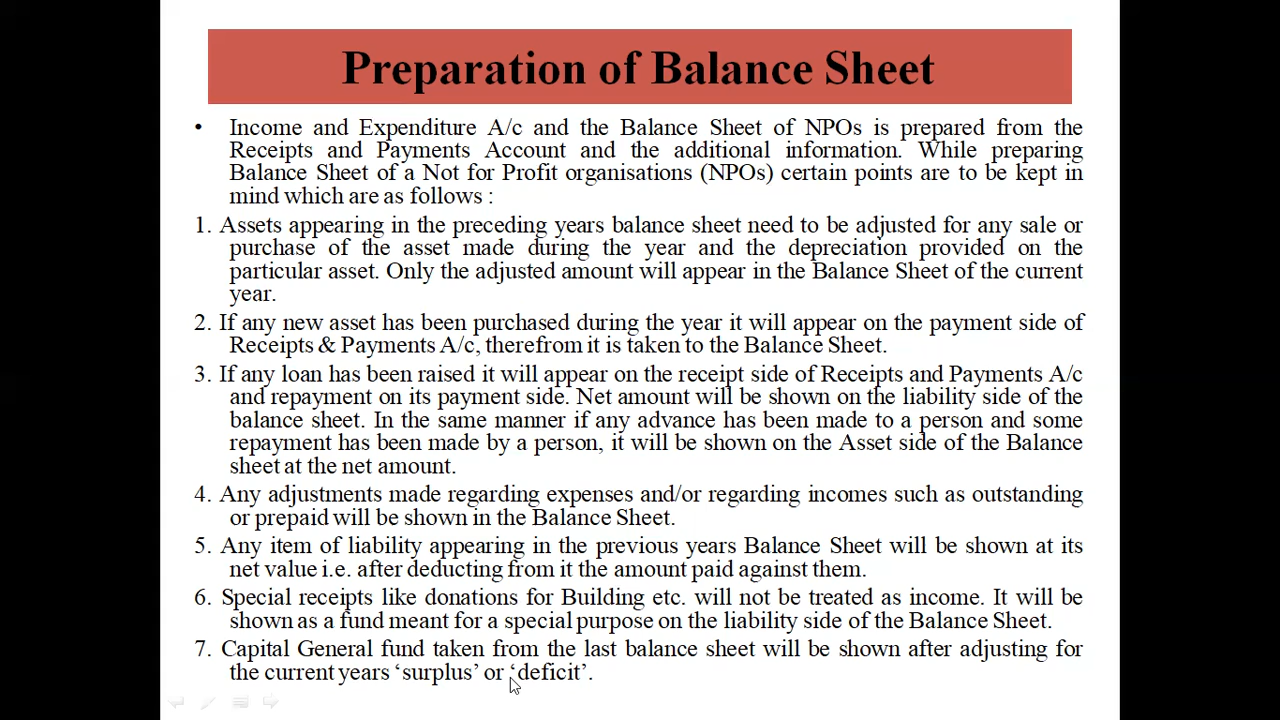 Preparation of Balance Sheet
• Income and Expenditure A/c and the Balance Sheet of NPOs is prepared from the
Receipts and Payments Account and the additional information. While preparing
Balance Sheet of a Not for Profit organisations (NPOs) certain points are to be kept in
mind which are as follows :
1. Assets appearing in the preceding years balance sheet need to be adjusted for any sale or
purchase of the asset made during the year and the depreciation provided on the
particular asset. Only the adjusted amount will appear in the Balance Sheet of the current
year.
2. If any new asset has been purchased during the year it will appear on the payment side of
Receipts & Payments A/c, therefrom it is taken to the Balance Sheet.
3. If any loan has been raised it will appear on the receipt side of Receipts and Payments A/c
and repayment on its payment side. Net amount will be shown on the liability side of the
balance sheet. In the same manner if any advance has been made to a person and some
repayment has been made by a person, it will be shown on the Asset side of the Balance
sheet at the net amount.
4. Any adjustments made regarding expenses and/or regarding incomes such as outstanding
or prepaid will be shown in the Balance Sheet.
5. Any item of liability appearing in the previous years Balance Sheet will be shown at its
net value i.e. after deducting from it the amount paid against them.
6. Special receipts like donations for Building etc. will not be treated as income. It will be
shown as a fund meant for a special purpose on the liability side of the Balance Sheet.
7. Capital General fund taken from the last balance sheet will be shown after adjusting for
the current years ‘surplus’ or ‘deficit’.